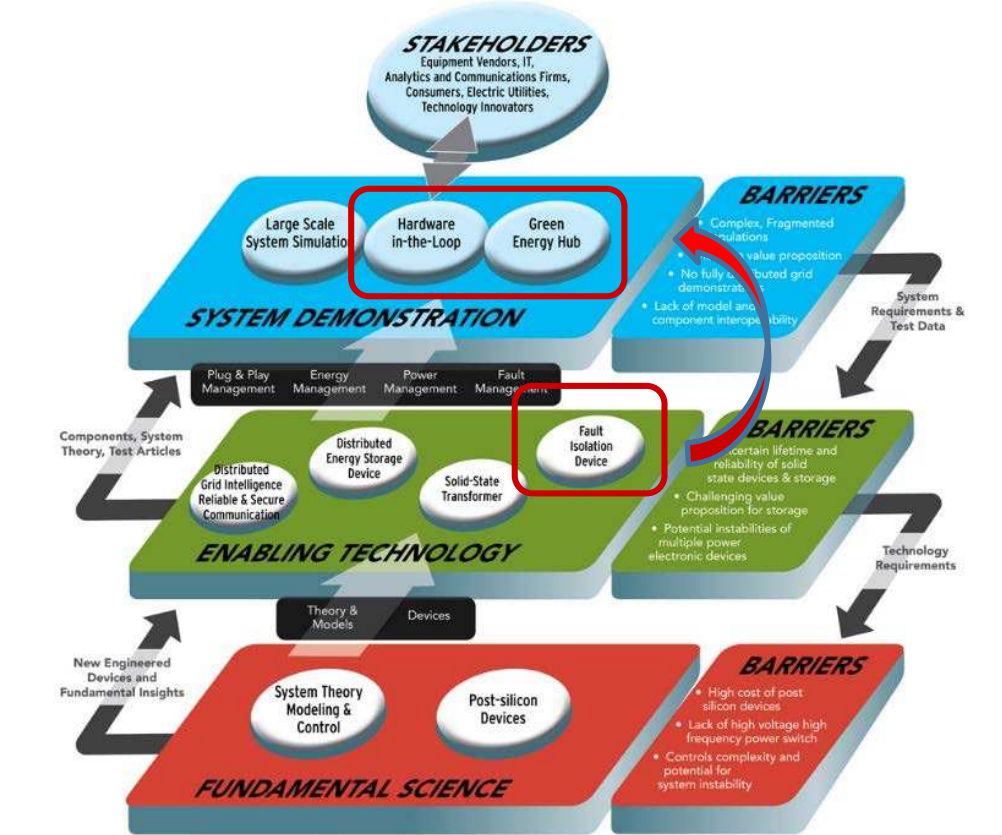 STAKEHOLDERS
Equipment Vendors, IT,
Analytics and Communications Firms,
Consumers, Electric Utilities,
Technology Innovators
Large Scale
System Simulation
Hardware
in-the-Loop
Green
Energy Hub
SYSTEM DEMONSTRATION
BARRIERS
• Complex, Fragmented
value proposition
• No fully distributed grid
demonstrations
• Lack of model and
component interoperability
System
Requirements &
Test Data
Plug & Play
Management
Energy
Management
Power
Management
Fault
Management
Components, System
Theory, Test Articles
Distributed
Grid Intelligence
Reliable & Secure
Communication
Distributed
Energy Storage
Device
Solid-State
Transformer
Fault
Isolation
Device
ENABLING TECHNOLOGY
BARRIERS
lifetime and
reliability of solid
state devices & storage
• Challenging value
proposition for storage
• Potential instabilities of
multiple power
electronic devices
Technology
Requirements
Theory &
Models
Devices
New Engineered
Devices and
Fundamental Insights
System Theory
Modeling &
Control
Post-silicon
Devices
FUNDAMENTAL SCIENCE
BARRIERS
• High cost of post
silicon devices
• Lack of high voltage high
frequency power switch
• Controls complexity and
potential for
system instability